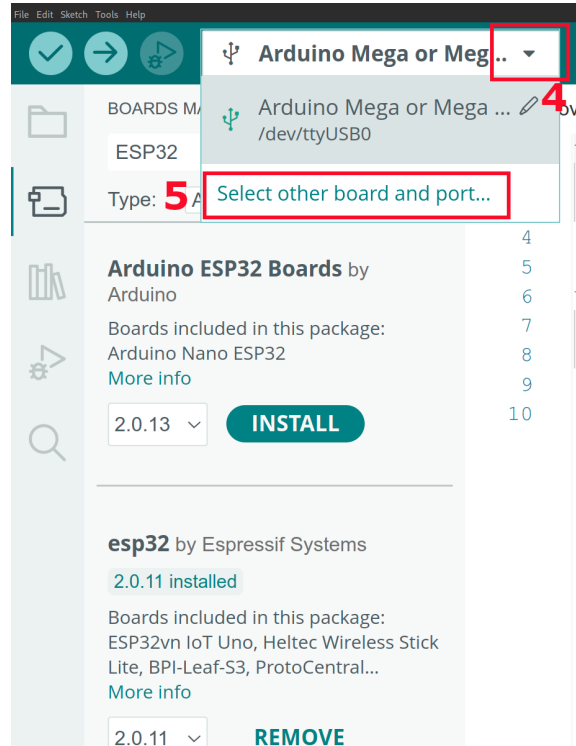 File Edit Sketch Tools Help
Arduino Mega or Meg..
4
Arduino Mega or Mega ...
/dev/ttyUSB0
BOARDS MA
ESP32
Type:
5
Select other board and port...
4
5
6
7
8
9
10
Arduino ESP32 Boards by
Arduino
Boards included in this package:
Arduino Nano ESP32
More info
2.0.13
INSTALL
esp32 by Espressif Systems
2.0.11 installed
Boards included in this package:
ESP32vn IoT Uno, Heltec Wireless Stick
Lite, BPI-Leaf-S3, ProtoCentral...
More info
2.0.11
REMOVE